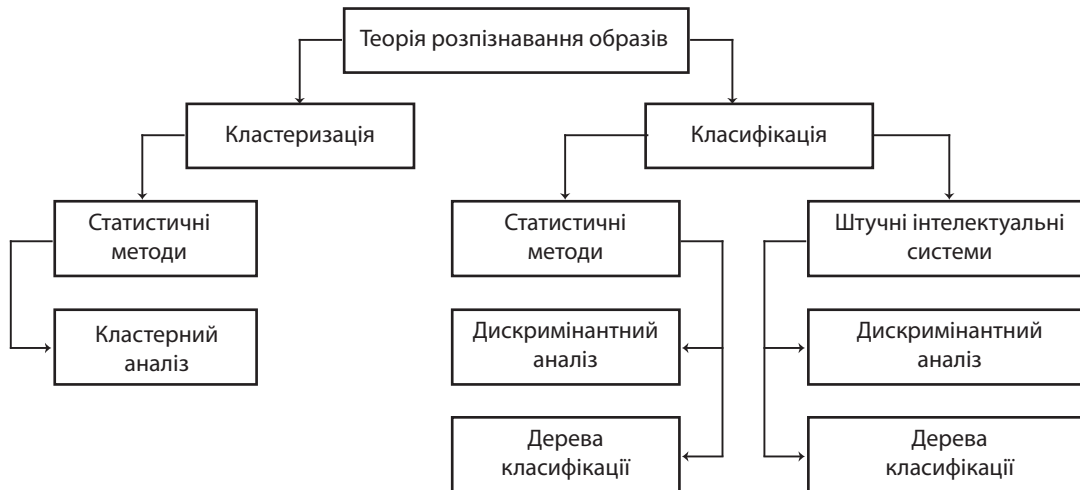 Теорія розпізнавання образів
Кластеризація
Класифікація
Статистичні
методи
Статистичні
методи
Штучні інтелектуальні
системи
Кластерний
аналіз
Дискримінантний
аналіз
Дискримінантний
аналіз
Дерева
класифікації
Дерева
класифікації